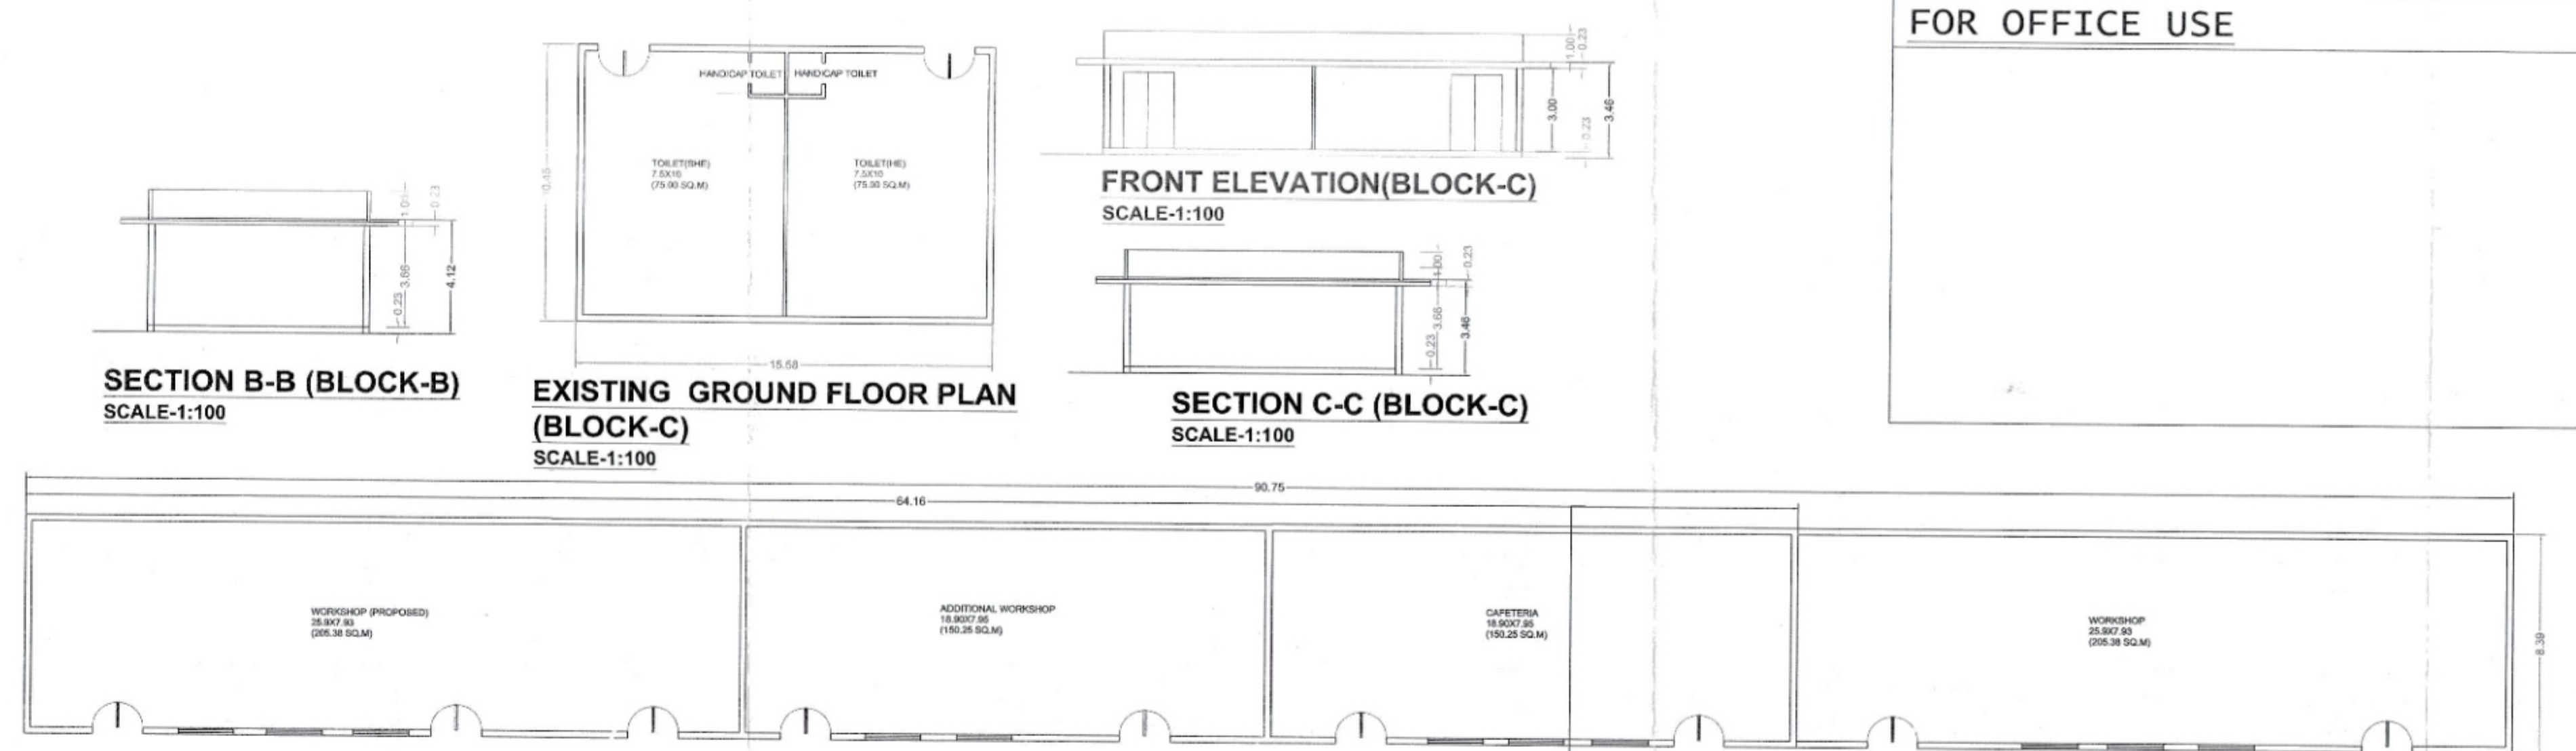 FOR OFFICE USE
HANDICAP TOILET
HANDICAP TOILET
TOILET(SHE)
7.5X10
(75.00 SQ.M)
TOILET(HE)
7.5X10
(75.00 SQ.M)
15.58
1.00
0.23
3.00
0.23
3.46
FRONT ELEVATION(BLOCK-C)
SCALE-1:100
1.00
0.23
0.23
4.12
SECTION B-B (BLOCK-B)
SCALE-1:100
EXISTING GROUND FLOOR PLAN
(BLOCK-C)
SCALE-1:100
1.00
0.23
0.23
3.66
3.46
SECTION C-C (BLOCK-C)
SCALE-1:100
90.75
64.16
WORKSHOP (PROPOSED)
25.9X7.93
(205.38 SQ.M)
ADDITIONAL WORKSHOP
18.90X7.95
(150.25 SQ.M)
CAFETERIA
18.90X7.95
(150.25 SQ.M)
WORKSHOP
25.9X7.93
(205.38 SQ.M)
8.39